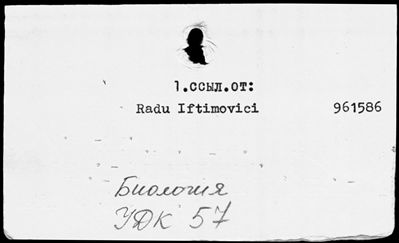 1.ссыл.от:
Radu Iftimovici 961586
Биология
УДК 57